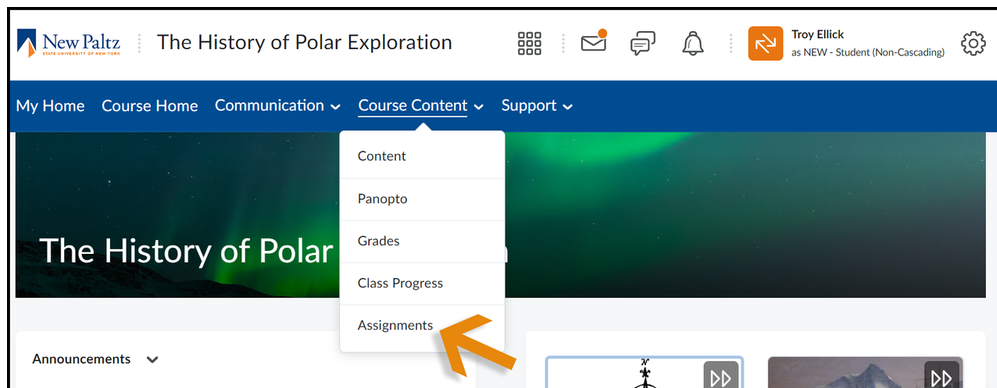 New Paltz
STATE UNIVERSITY OF NEW YORK
The History of Polar Exploration
Troy Ellick
as NEW - Student (Non-Cascading)
My Home
Course Home
Communication
Course Content
Support
Content
Panopto
Grades
Class Progress
Assignments
The History of Polar
n
Announcements
N